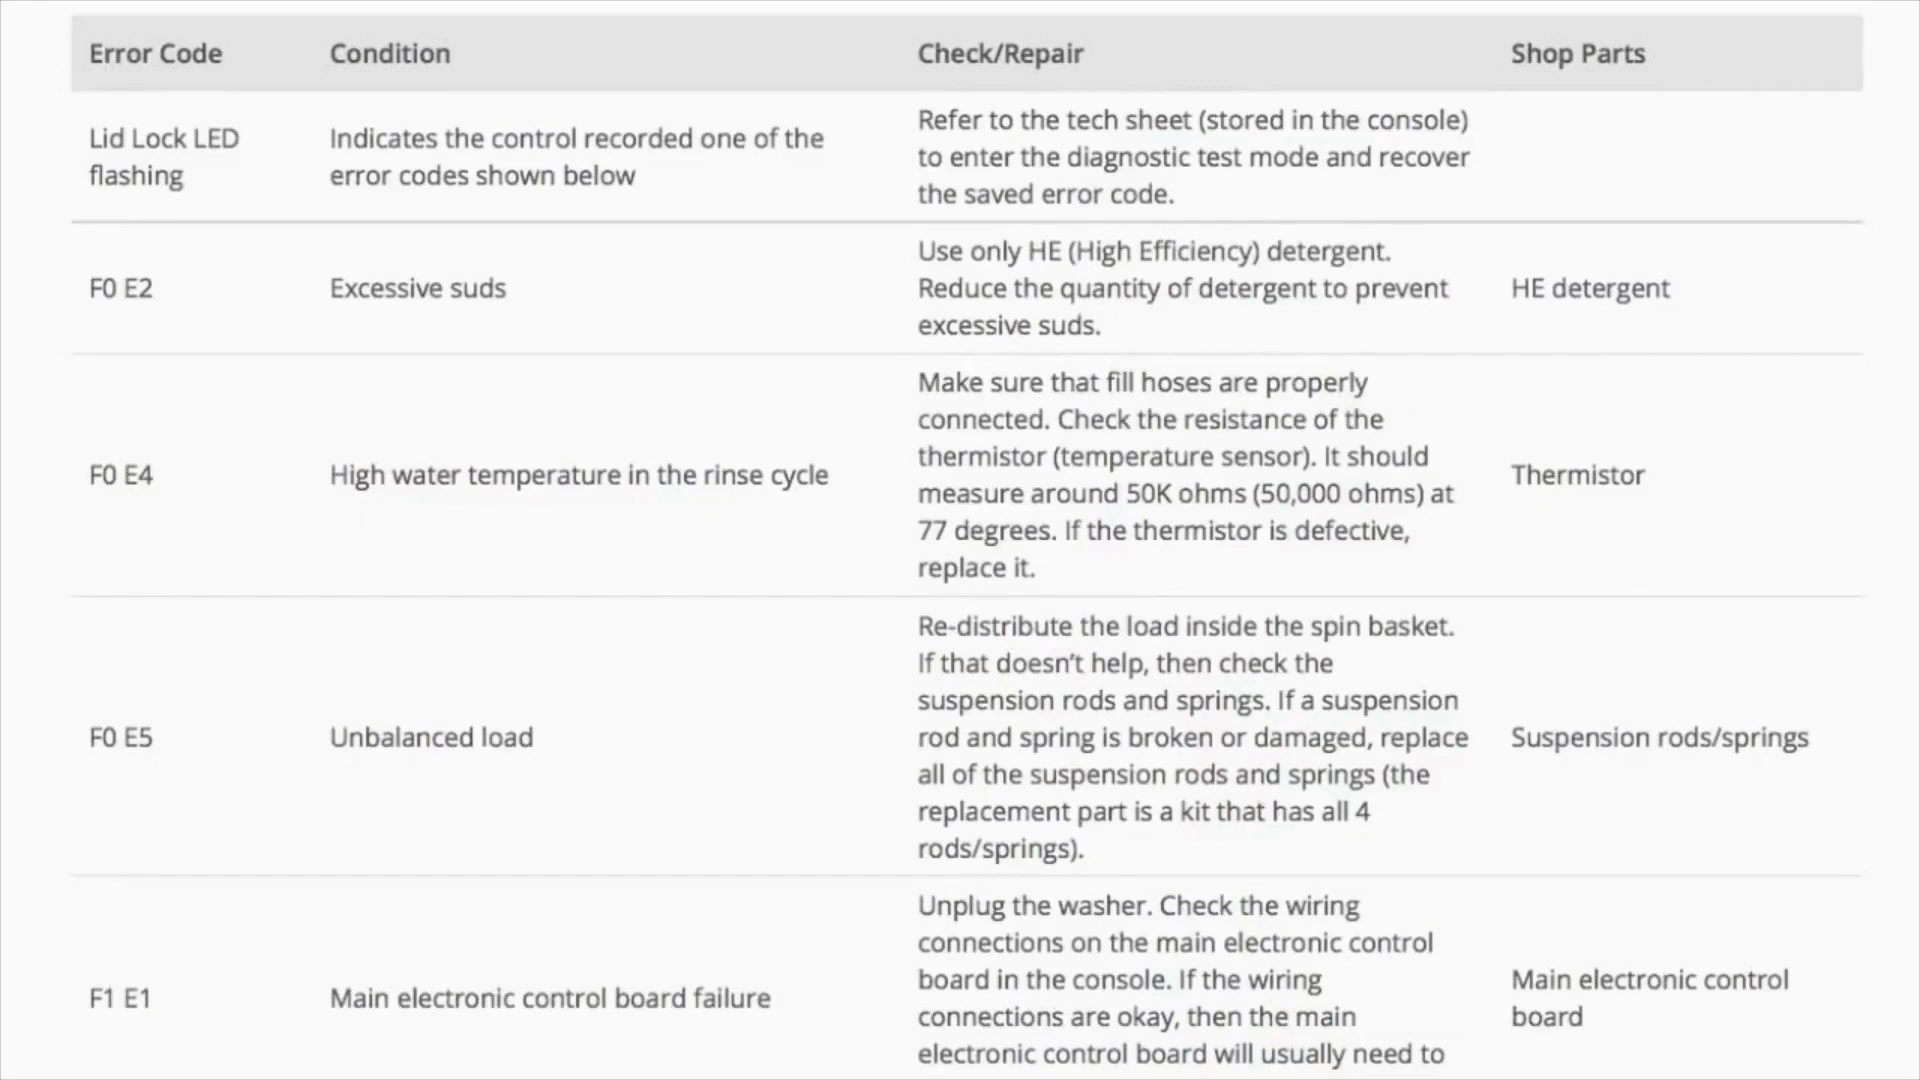 Error Code Condition Check/Repair Shop Parts
Lid Lock LED
flashing
Indicates the control recorded one of the
error codes shown below
Refer to the tech sheet (stored in the console)
to enter the diagnostic test mode and recover
the saved error code.
F0 E2
Excessive suds
Use only HE (High Efficiency) detergent.
Reduce the quantity of detergent to prevent
excessive suds.
HE detergent
F0 E4
High water temperature in the rinse cycle
Make sure that fill hoses are properly
connected. Check the resistance of the
thermistor (temperature sensor). It should
measure around 50K ohms (50,000 ohms) at
77 degrees. If the thermistor is defective,
replace it.
Thermistor
F0 E5
Unbalanced load
Re-distribute the load inside the spin basket.
If that doesn't help, then check the
suspension rods and springs. If a suspension
rod and spring is broken or damaged, replace
all of the suspension rods and springs (the
replacement part is a kit that has all 4
rods/springs).
Suspension rods/springs
F1 E1
Main electronic control board failure
Unplug the washer. Check the wiring
connections on the main electronic control
board in the console. If the wiring
connections are okay, then the main
electronic control board will usually need to
Main electronic control
board